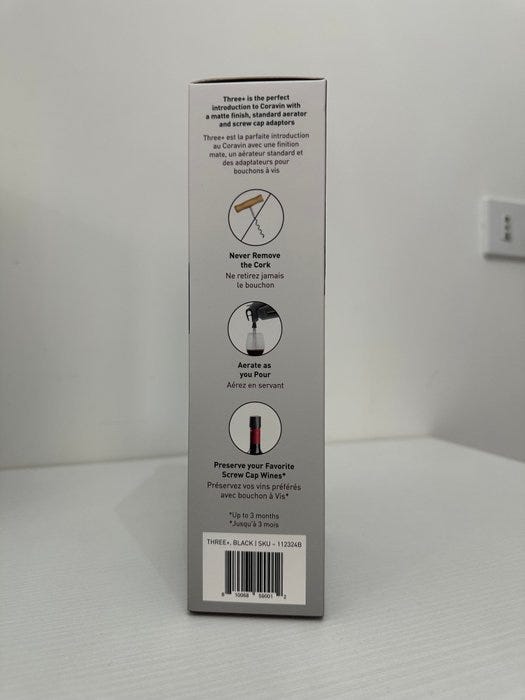 Three+ is the perfect
introduction to Coravin with
a matte finish, standard aerator
and screw cap adaptors
Three+ est la parfaite introduction
au Coravin avec une finition
mate, un aérateur standard et
des adaptateurs pour
bouchons à vis
Never Remove
the Cork
Ne retirez jamais
le bouchon
Aerate as
you Pour
Aérez en servant
Preserve your Favorite
Screw Cap Wines*
Préservez vos vins préférés
avec bouchon à Vis*
*Up to 3 months
*Jusqu'à 3 mois
THREE+, BLACK | SKU - 112324B